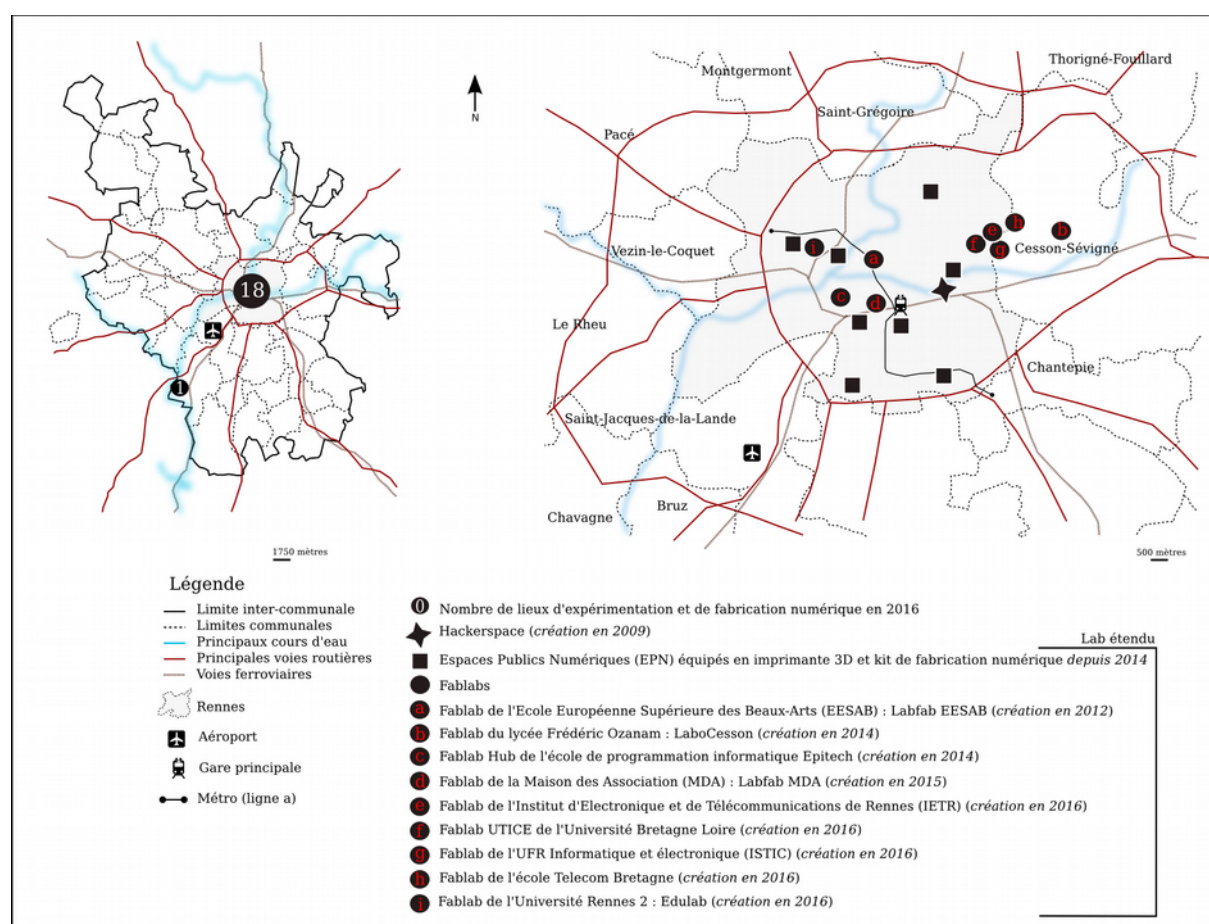 Montgermont
Thorigné-Fouillard
Saint-Grégoire
Pacé
N
Vezin-le-Coquet
Cesson-Sévigné
Le Rheu
Chantepie
Saint-Jacques-de-la-Lande
Bruz
Chavagne
18
1
i
a
c
d
f
e
g
h
b
1750 mètres
500 mètres
Légende
Limite inter-communale
Limites communales
Principaux cours d'eau
Principales voies routières
Voies ferroviaires
Rennes
Aéroport
Gare principale
Métro (ligne a)
0 Nombre de lieux d'expérimentation et de fabrication numérique en 2016
Hackerspace (création en 2009)
Lab étendu
Espaces Publics Numériques (EPN) équipés en imprimante 3D et kit de fabrication numérique depuis 2014
Fablabs
a Fablab de l'Ecole Européenne Supérieure des Beaux-Arts (EESAB) : Labfab EESAB (création en 2012)
b Fablab du lycée Frédéric Ozanam : LaboCesson (création en 2014)
c Fablab Hub de l'école de programmation informatique Epitech (création en 2014)
d Fablab de la Maison des Association (MDA) : Labfab MDA (création en 2015)
e Fablab de l'Institut d'Electronique et de Télécommunications de Rennes (IETR) (création en 2016)
f Fablab UTICE de l'Université Bretagne Loire (création en 2016)
g Fablab de l'UFR Informatique et électronique (ISTIC) (création en 2016)
h Fablab de l'école Telecom Bretagne (création en 2016)
i Fablab de l'Université Rennes 2 : Edulab (création en 2016)